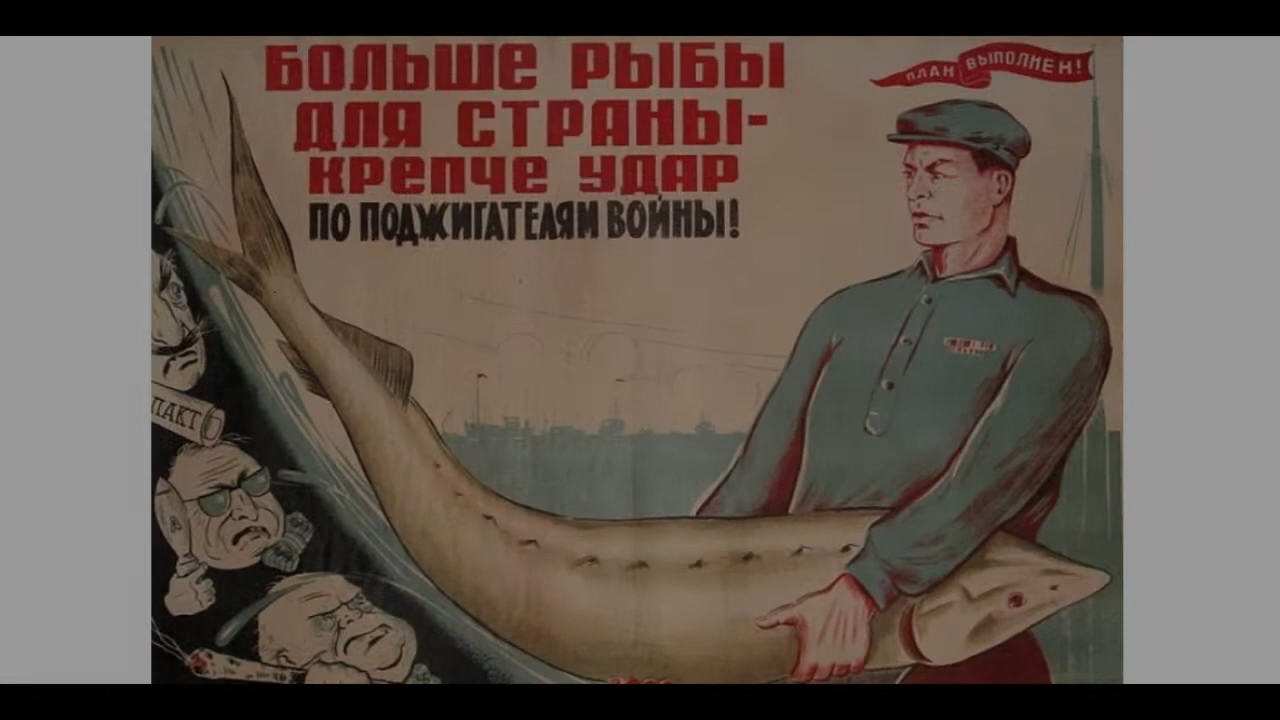 БОЛЬШЕ РЫБЫ
ДЛЯ СТРАНЫ-
КРЕПЧЕ УДАР
ПО ПОДЖИГАТЕЛЯМ ВОЙНЫ!
ПЛАН ВЫПОЛНЕН!
ПАКТ